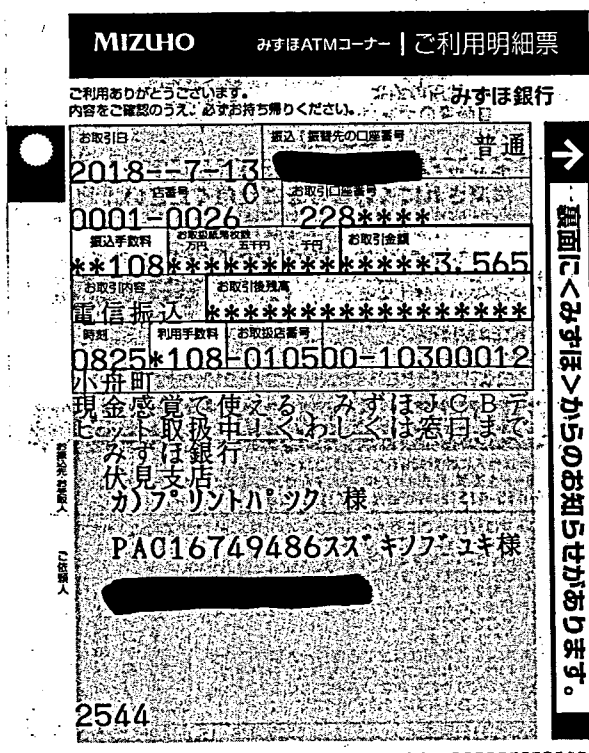 MIZUHO みずほATMコーナー ご利用明細票
ご利用ありがとうございます。
内容をご確認のうえ、必ずお持ち帰りください。
みずほ銀行
お取引日 振込(振替)先の口座番号 普通
2018--7-13
店番号 お取引口座番号
0001-0026 228****
振込手数料 お取扱紙幣枚数 万円 五千円 千円 お取引金額
**108****************3,565
お取引内容 お取引後残高
電信振込 ******************
時刻 利用手数料 お取扱店番号
0825*108-010500-10300012
小舟町
現金感覚で使える、みずほJCBデ
ビット取扱中!くわしくは窓口まで
お振込先 お受取人
みずほ銀行
伏見支店
カ)プリントパツク 様
ご依頼人
PA016749486スズキノブユキ様
2544
↑ 裏面に<みずほ>からのお知らせがあります。